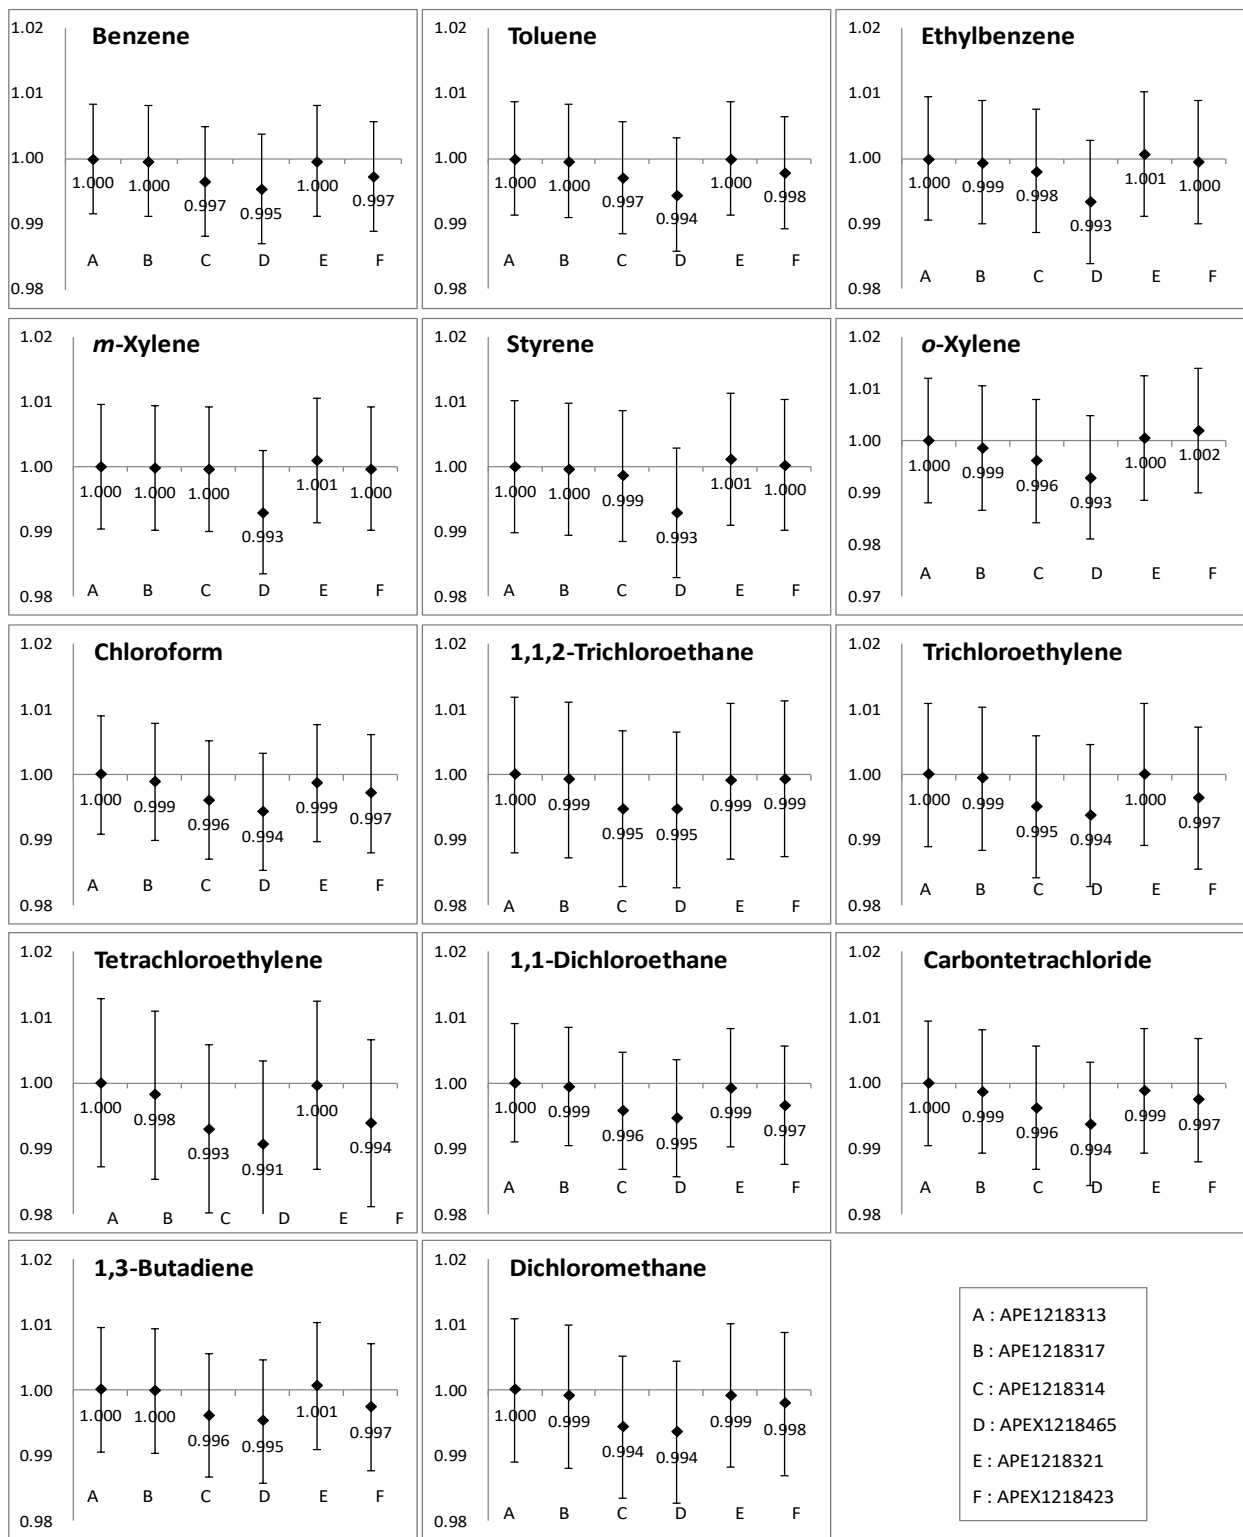 Benzene
1.02
1.01
1.00
0.99
0.98
1.000 1.000 0.997 0.995 1.000 0.997
A B C D E F
Toluene
1.02
1.01
1.00
0.99
0.98
1.000 1.000 0.997 0.994 1.000 0.998
A B C D E F
Ethylbenzene
1.02
1.01
1.00
0.99
0.98
1.000 0.999 0.998 0.993 1.001 1.000
A B C D E F
m-Xylene
1.02
1.01
1.00
0.99
0.98
1.000 1.000 1.000 0.993 1.001 1.000
A B C D E F
Styrene
1.02
1.01
1.00
0.99
0.98
1.000 1.000 0.999 0.993 1.001 1.000
A B C D E F
o-Xylene
1.02
1.01
1.00
0.99
0.98
0.97
1.000 0.999 0.996 0.993 1.000 1.002
A B C D E F
Chloroform
1.02
1.01
1.00
0.99
0.98
1.000 0.999 0.996 0.994 0.999 0.997
A B C D E F
1,1,2-Trichloroethane
1.02
1.01
1.00
0.99
0.98
1.000 0.999 0.995 0.995 0.999 0.999
A B C D E F
Trichloroethylene
1.02
1.01
1.00
0.99
0.98
1.000 0.999 0.995 0.994 1.000 0.997
A B C D E F
Tetrachloroethylene
1.02
1.01
1.00
0.99
0.98
1.000 0.998 0.993 0.991 1.000 0.994
A B C D E F
1,1-Dichloroethane
1.02
1.01
1.00
0.99
0.98
1.000 0.999 0.996 0.995 0.999 0.997
A B C D E F
Carbontetrachloride
1.02
1.01
1.00
0.99
0.98
1.000 0.999 0.996 0.994 0.999 0.997
A B C D E F
1,3-Butadiene
1.02
1.01
1.00
0.99
0.98
1.000 1.000 0.996 0.995 1.001 0.997
A B C D E F
Dichloromethane
1.02
1.01
1.00
0.99
0.98
1.000 0.999 0.994 0.994 0.999 0.998
A B C D E F
A : APE1218313
B : APE1218317
C : APE1218314
D : APEX1218465
E : APE1218321
F : APEX1218423